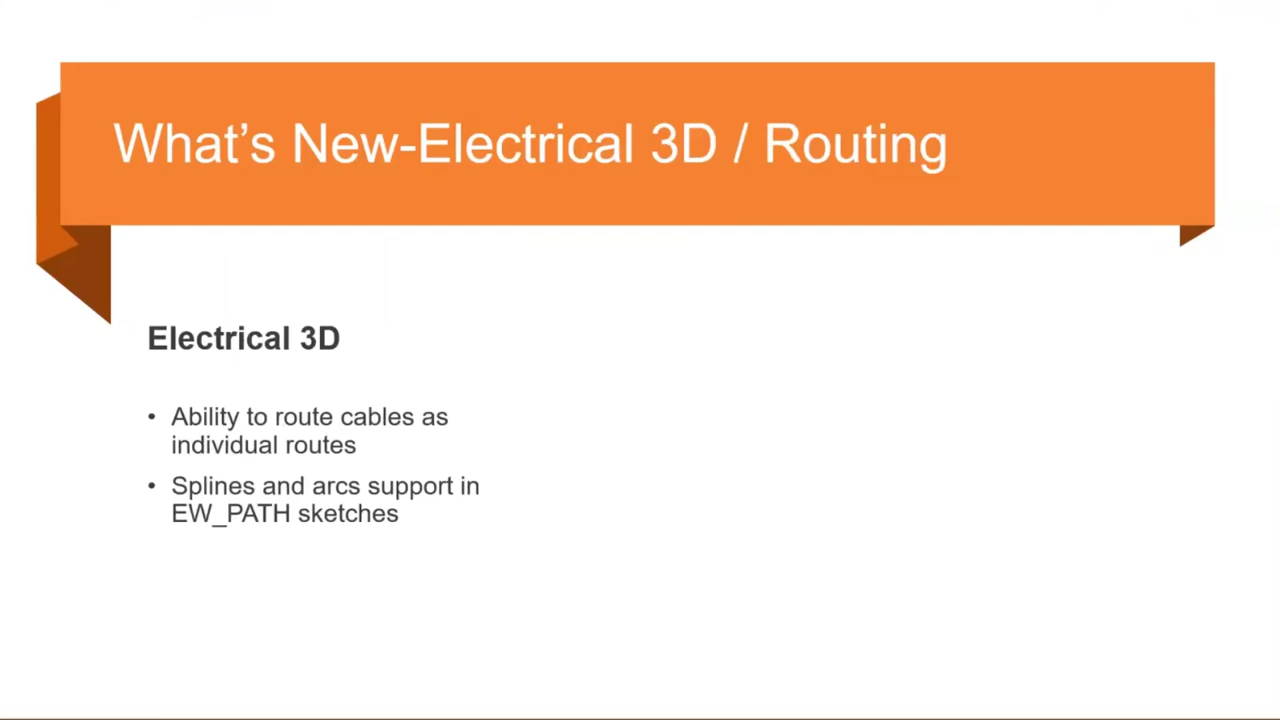 What’s New-Electrical 3D / Routing
Electrical 3D
• Ability to route cables as
individual routes
• Splines and arcs support in
EW_PATH sketches